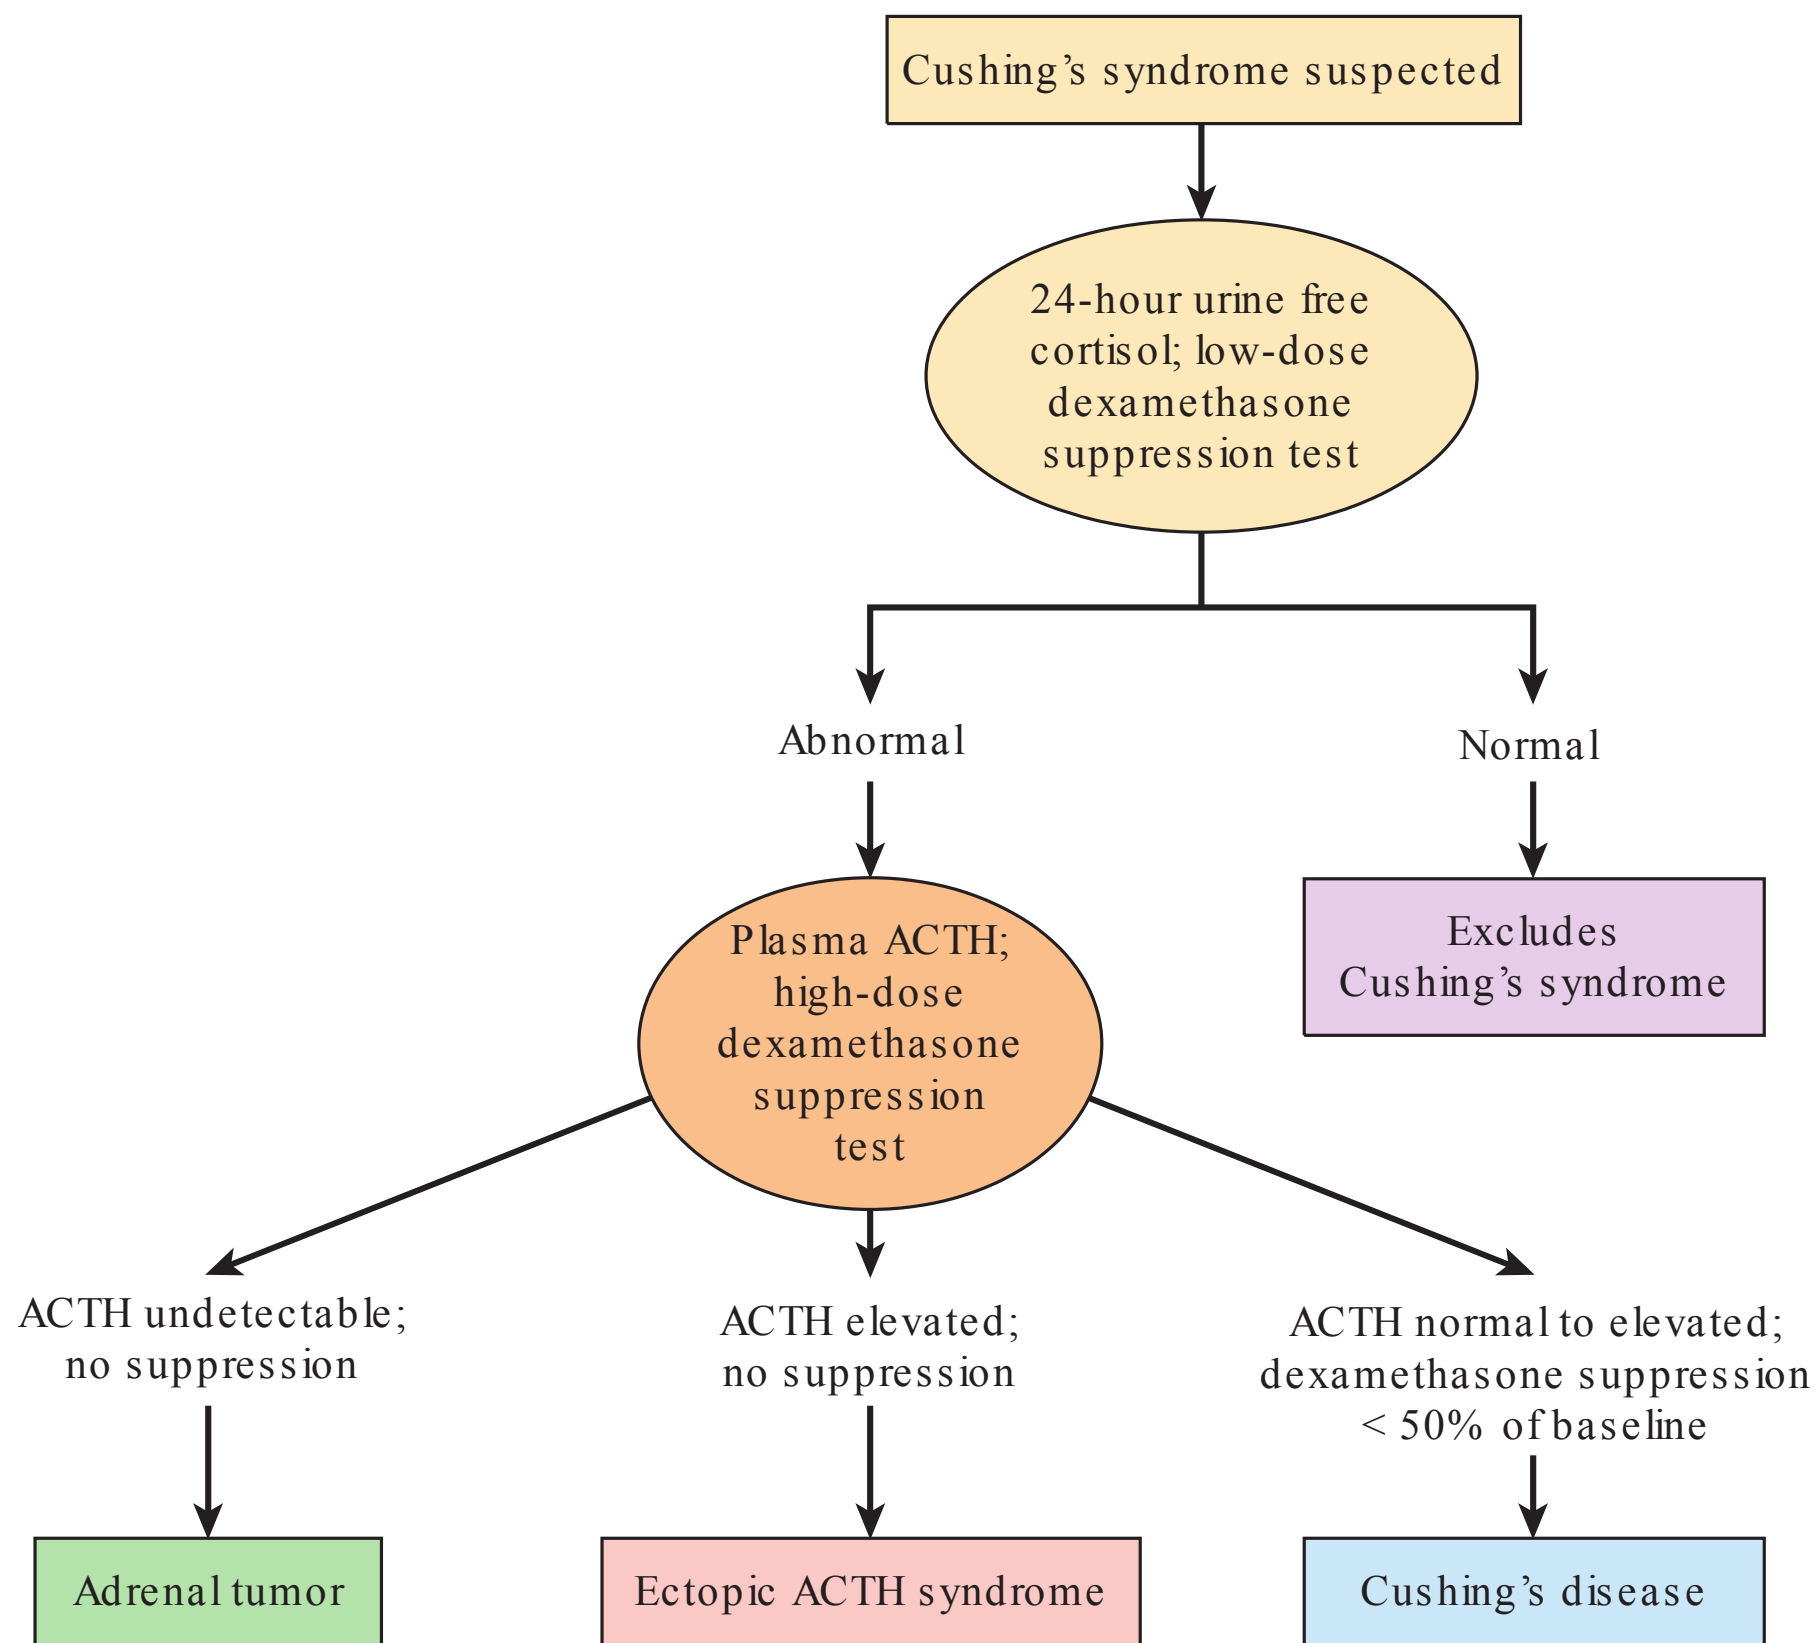 Cushing’s syndrome suspected
24-hour urine free
cortisol; low-dose
dexamethasone
suppression test
Abnormal
Normal
Plasma ACTH;
high-dose
dexamethasone
suppression
test
Excludes
Cushing’s syndrome
ACTH undetectable;
no suppression
ACTH elevated;
no suppression
ACTH normal to elevated;
dexamethasone suppression
< 50% of baseline
Adrenal tumor
Ectopic ACTH syndrome
Cushing’s disease